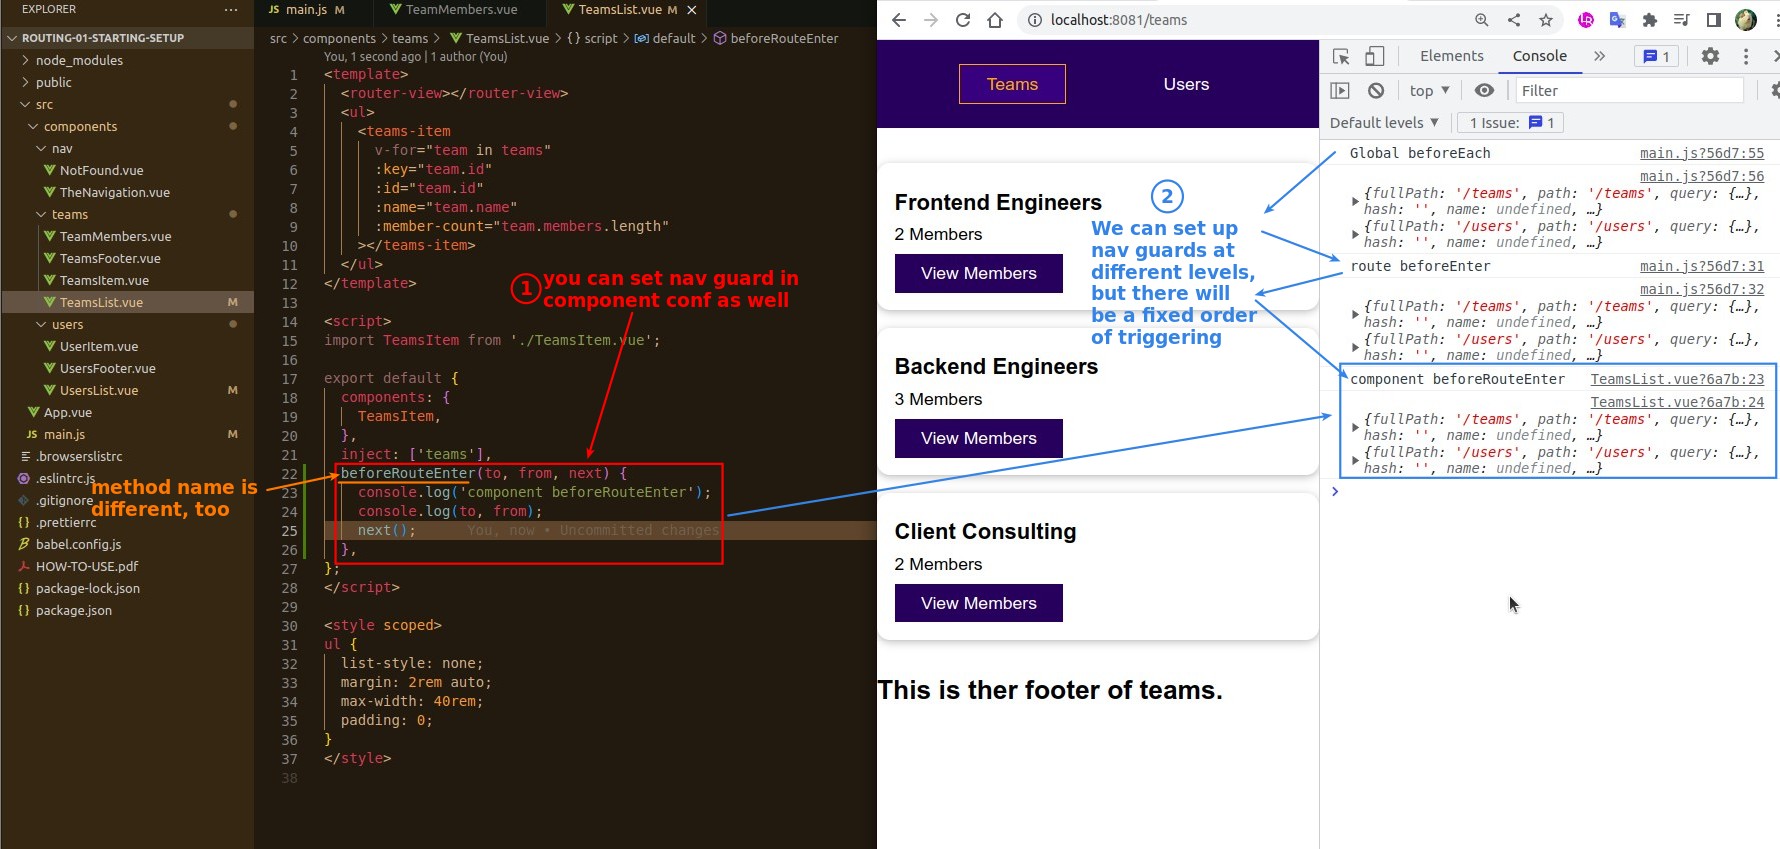 EXPLORER
ROUTING-01-STARTING-SETUP
node_modules
public
src
components
nav
NotFound.vue
TheNavigation.vue
teams
TeamMembers.vue
TeamsFooter.vue
TeamsItem.vue
TeamsList.vue M
users
UserItem.vue
UsersFooter.vue
UsersList.vue M
App.vue
JS main.js M
.browserslistrc
.eslintrc.js
.gitignore
.prettierrc
babel.config.js
HOW-TO-USE.pdf
package-lock.json
package.json
method name is
different, too
JS main.js M
TeamMembers.vue
TeamsList.vue M
src > components > teams > TeamsList.vue > {} script > default > beforeRouteEnter
You, 1 second ago | 1 author (You)
1 <template>
2 <router-view></router-view>
3 <ul>
4 <teams-item
5 v-for="team in teams"
6 :key="team.id"
7 :id="team.id"
8 :name="team.name"
9 :member-count="team.members.length"
10 ></teams-item>
11 </ul>
12 </template>
13
14 <script>
15 import TeamsItem from './TeamsItem.vue';
16
17 export default {
18 components: {
19 TeamsItem,
20 },
21 inject: ['teams'],
22 beforeRouteEnter(to, from, next) {
23 console.log('component beforeRouteEnter');
24 console.log(to, from);
25 next(); You, now • Uncommitted changes
26 },
27 };
28 </script>
29
30 <style scoped>
31 ul {
32 list-style: none;
33 margin: 2rem auto;
34 max-width: 40rem;
35 padding: 0;
36 }
37 </style>
38
1 you can set nav guard in
component conf as well
localhost:8081/teams
Teams
Users
Frontend Engineers
2 Members
View Members
Backend Engineers
3 Members
View Members
Client Consulting
2 Members
View Members
This is ther footer of teams.
2
We can set up
nav guards at
different levels,
but there will
be a fixed order
of triggering
Elements
Console
1
top
Filter
Default levels
1 Issue: 1
Global beforeEach main.js?56d7:55
main.js?56d7:56
{fullPath: '/teams', path: '/teams', query: {…},
hash: '', name: undefined, …}
{fullPath: '/users', path: '/users', query: {…},
hash: '', name: undefined, …}
route beforeEnter main.js?56d7:31
main.js?56d7:32
{fullPath: '/teams', path: '/teams', query: {…},
hash: '', name: undefined, …}
{fullPath: '/users', path: '/users', query: {…},
hash: '', name: undefined, …}
component beforeRouteEnter TeamsList.vue?6a7b:23
TeamsList.vue?6a7b:24
{fullPath: '/teams', path: '/teams', query: {…},
hash: '', name: undefined, …}
{fullPath: '/users', path: '/users', query: {…},
hash: '', name: undefined, …}